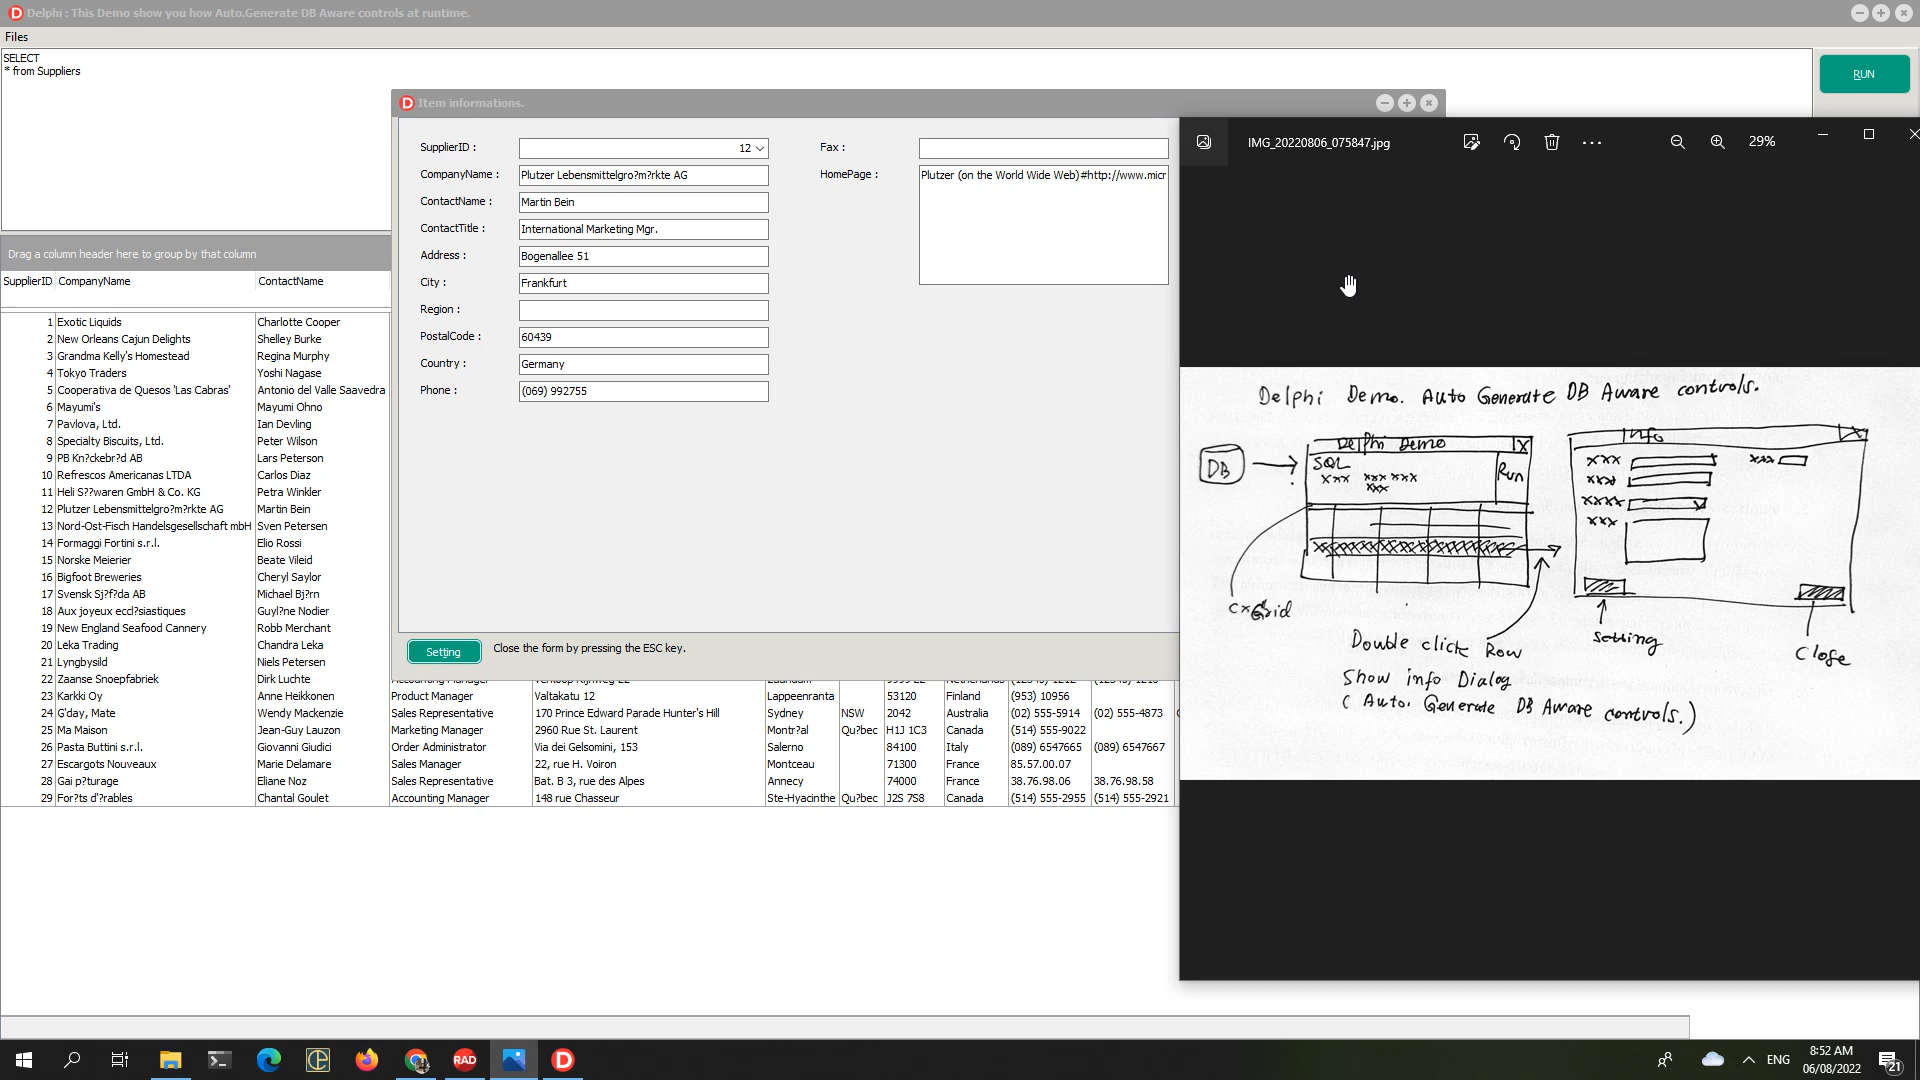 Delphi : This Demo show you how Auto.Generate DB Aware controls at runtime.
Files
SELECT
* from Suppliers
RUN
Item informations.
SupplierID : 12
CompanyName : Plutzer Lebensmittelgro?m?rkte AG
ContactName : Martin Bein
ContactTitle : International Marketing Mgr.
Address : Bogenallee 51
City : Frankfurt
Region :
PostalCode : 60439
Country : Germany
Phone : (069) 992755
Fax :
HomePage : Plutzer (on the World Wide Web)#http://www.micr
Setting
Close the form by pressing the ESC key.
Drag a column header here to group by that column
SupplierID CompanyName ContactName
1 Exotic Liquids Charlotte Cooper
2 New Orleans Cajun Delights Shelley Burke
3 Grandma Kelly's Homestead Regina Murphy
4 Tokyo Traders Yoshi Nagase
5 Cooperativa de Quesos 'Las Cabras' Antonio del Valle Saavedra
6 Mayumi's Mayumi Ohno
7 Pavlova, Ltd. Ian Devling
8 Specialty Biscuits, Ltd. Peter Wilson
9 PB Kn?ckebr?d AB Lars Peterson
10 Refrescos Americanas LTDA Carlos Diaz
11 Heli S??waren GmbH & Co. KG Petra Winkler
12 Plutzer Lebensmittelgro?m?rkte AG Martin Bein
13 Nord-Ost-Fisch Handelsgesellschaft mbH Sven Petersen
14 Formaggi Fortini s.r.l. Elio Rossi
15 Norske Meierier Beate Vileid
16 Bigfoot Breweries Cheryl Saylor
17 Svensk Sj?f?da AB Michael Bj?rn
18 Aux joyeux eccl?siastiques Guyl?ne Nodier
19 New England Seafood Cannery Robb Merchant
20 Leka Trading Chandra Leka
21 Lyngbysild Niels Petersen
22 Zaanse Snoepfabriek Dirk Luchte
23 Karkki Oy Anne Heikkonen Product Manager Valtakatu 12 Lappeenranta 53120 Finland (953) 10956
24 G'day, Mate Wendy Mackenzie Sales Representative 170 Prince Edward Parade Hunter's Hill Sydney NSW 2042 Australia (02) 555-5914 (02) 555-4873
25 Ma Maison Jean-Guy Lauzon Marketing Manager 2960 Rue St. Laurent Montr?al Qu?bec H1J 1C3 Canada (514) 555-9022
26 Pasta Buttini s.r.l. Giovanni Giudici Order Administrator Via dei Gelsomini, 153 Salerno 84100 Italy (089) 6547665 (089) 6547667
27 Escargots Nouveaux Marie Delamare Sales Manager 22, rue H. Voiron Montceau 71300 France 85.57.00.07
28 Gai p?turage Eliane Noz Sales Representative Bat. B 3, rue des Alpes Annecy 74000 France 38.76.98.06 38.76.98.58
29 For?ts d'?rables Chantal Goulet Accounting Manager 148 rue Chasseur Ste-Hyacinthe Qu?bec J2S 7S8 Canada (514) 555-2955 (514) 555-2921
IMG_20220806_075847.jpg
29%
Delphi Demo. Auto Generate DB Aware controls.
DB
Delphi Demo X
SQL
xxx xxx xxx
xxx
Run
Info X
xxx xxx
xxx
xxxx
xxx
cxGrid
Double click Row
Show info Dialog
( Auto. Generate DB Aware controls.)
Setting
Close
RAD
ENG
8:52 AM
06/08/2022
21